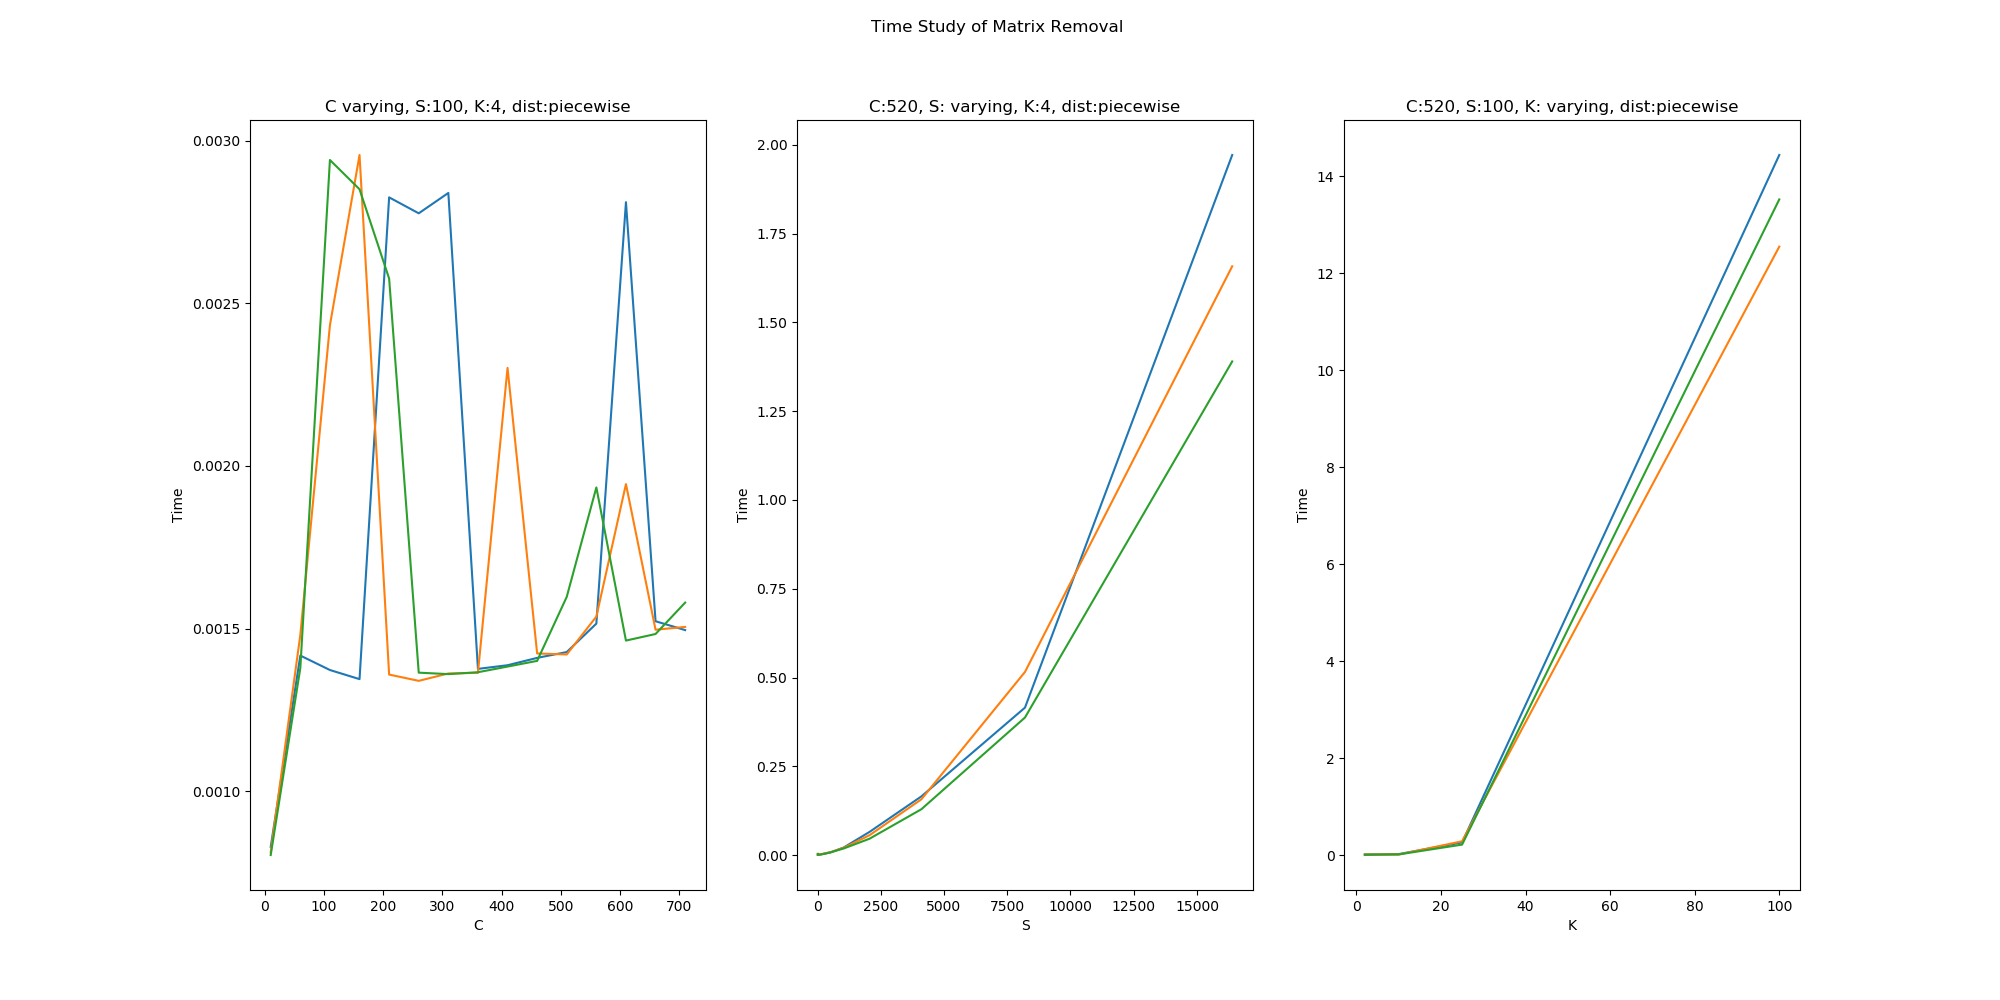 Time Study of Matrix Removal
C varying, S:100, K:4, dist:piecewise
0.0030
0.0025
0.0020
0.0015
0.0010
Time
0 100 200 300 400 500 600 700
C
C:520, S: varying, K:4, dist:piecewise
2.00
1.75
1.50
1.25
1.00
0.75
0.50
0.25
0.00
Time
0 2500 5000 7500 10000 12500 15000
S
C:520, S:100, K: varying, dist:piecewise
14
12
10
8
6
4
2
0
Time
0 20 40 60 80 100
K